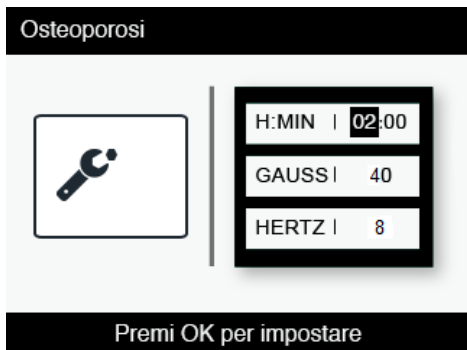 Osteoporosi
H:MIN | 02:00
GAUSS | 40
HERTZ | 8
Premi OK per impostare